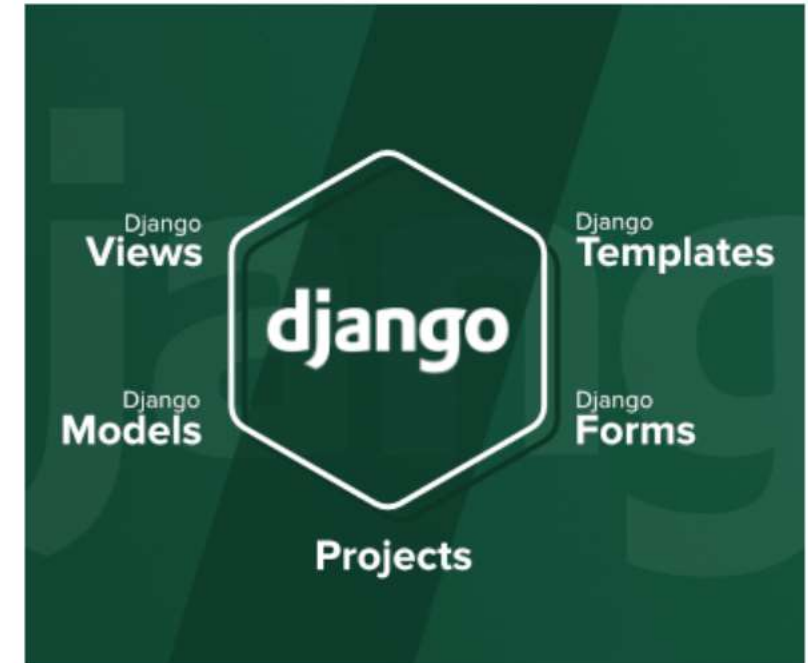 Django
Views
Django
Templates
django
Django
Models
Django
Forms
Projects